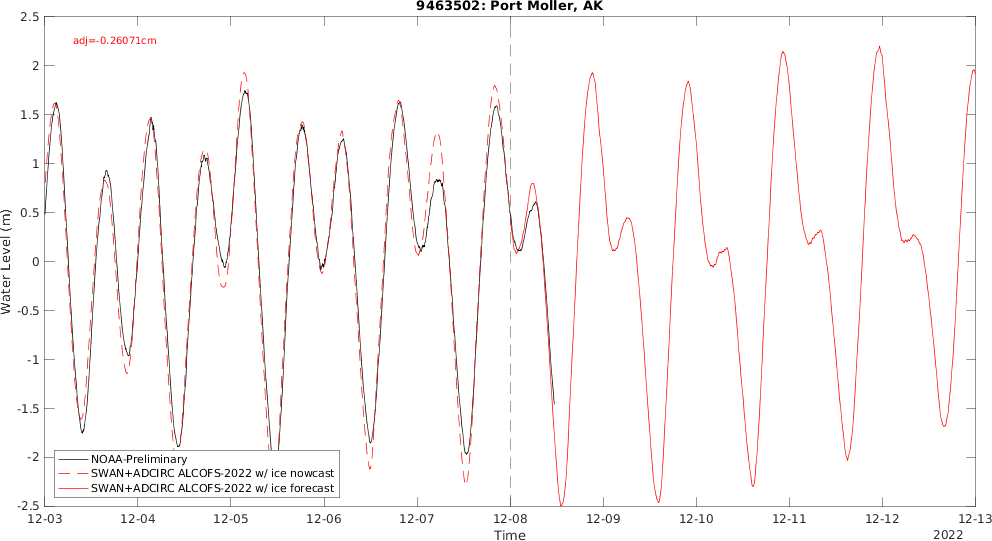 9463502: Port Moller, AK
adj=-0.26071cm
2.5
2
1.5
1
0.5
0
-0.5
-1
-1.5
-2
-2.5
Water Level (m)
NOAA-Preliminary
SWAN+ADCIRC ALCOFS-2022 w/ ice nowcast
SWAN+ADCIRC ALCOFS-2022 w/ ice forecast
12-03 12-04 12-05 12-06 12-07 12-08 12-09 12-10 12-11 12-12 12-13
Time
2022